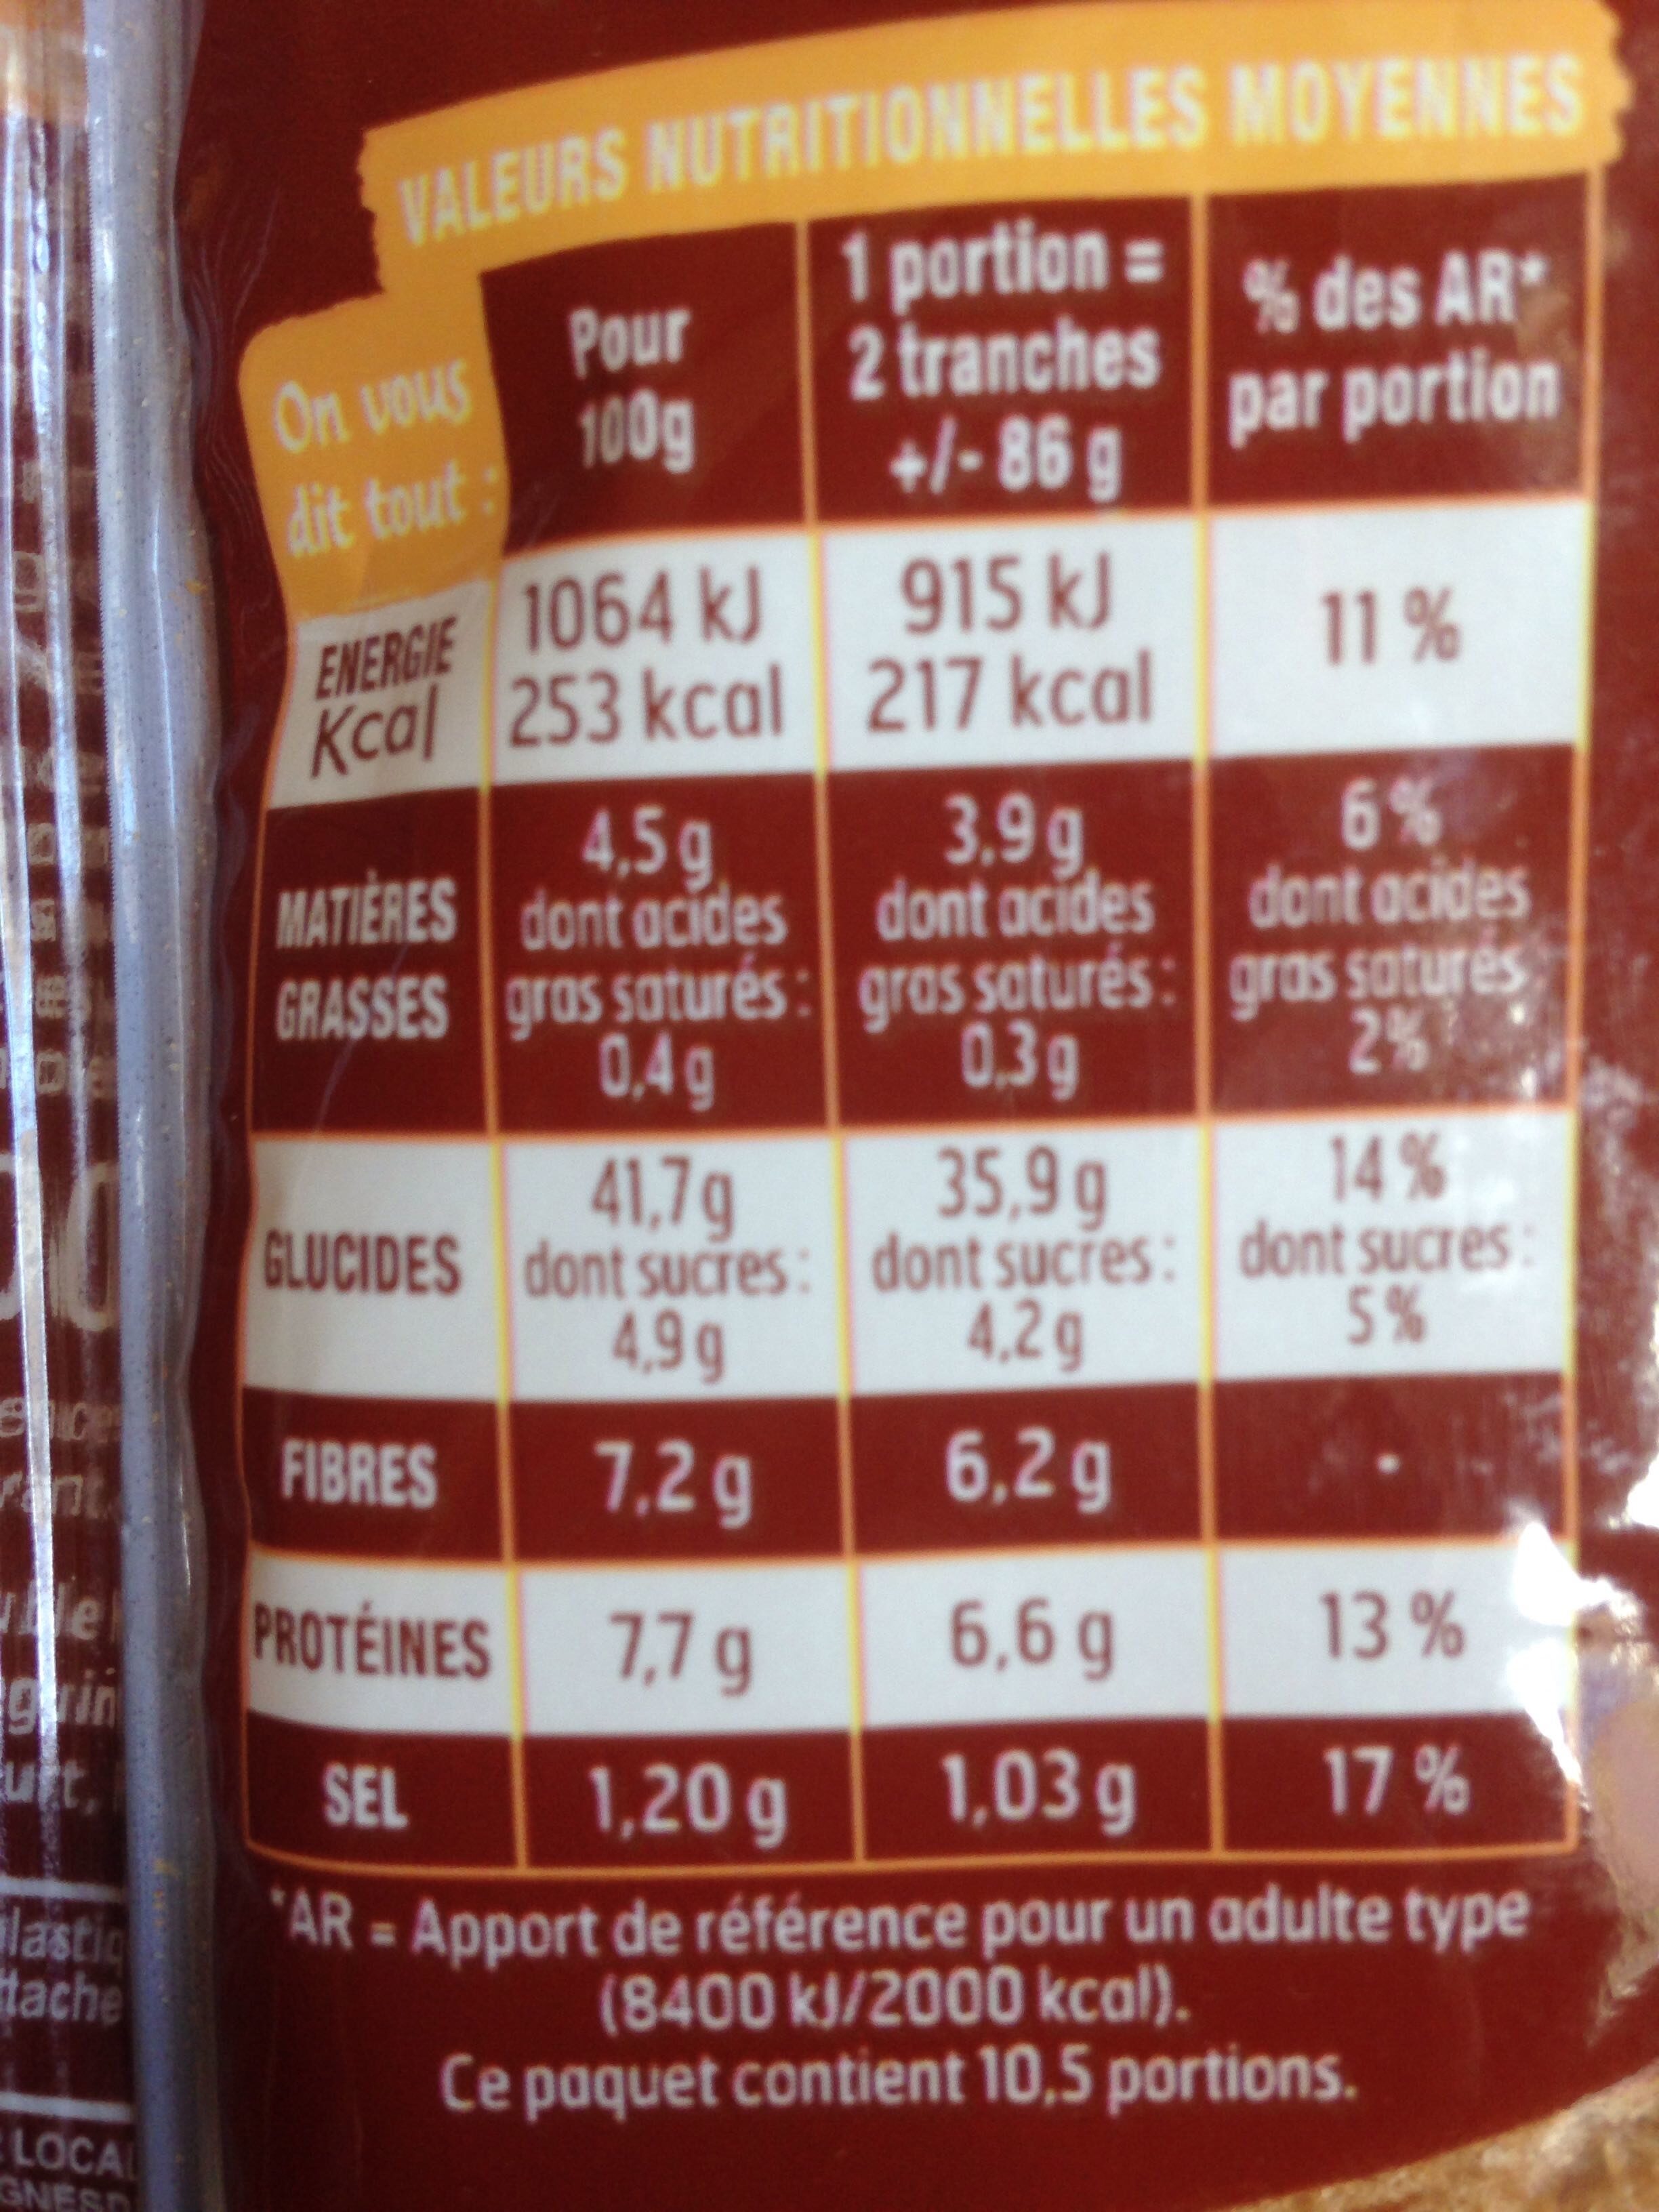 VALEURS NUTRITIONNELLES MOYENNES
On vous
dit tout :
Pour
100g
1 portion =
2 tranches
+/- 86 g
% des AR*
par portion
ENERGIE
Kcal
1064 kJ
253 kcal
915 kJ
217 kcal
11 %
MATIÈRES
GRASSES
4,5 g
dont acides
gras saturés :
0,4 g
3,9 g
dont acides
gras saturés :
0,3 g
6 %
dont acides
gras saturés
2%
GLUCIDES
41,7 g
dont sucres :
4,9 g
35,9 g
dont sucres :
4,2 g
14 %
dont sucres :
5 %
FIBRES
7,2 g
6,2 g
-
PROTÉINES
7,7 g
6,6 g
13 %
SEL
1,20 g
1,03 g
17 %
*AR = Apport de référence pour un adulte type
(8400 kJ/2000 kcal).
Ce paquet contient 10,5 portions.
LOCAL